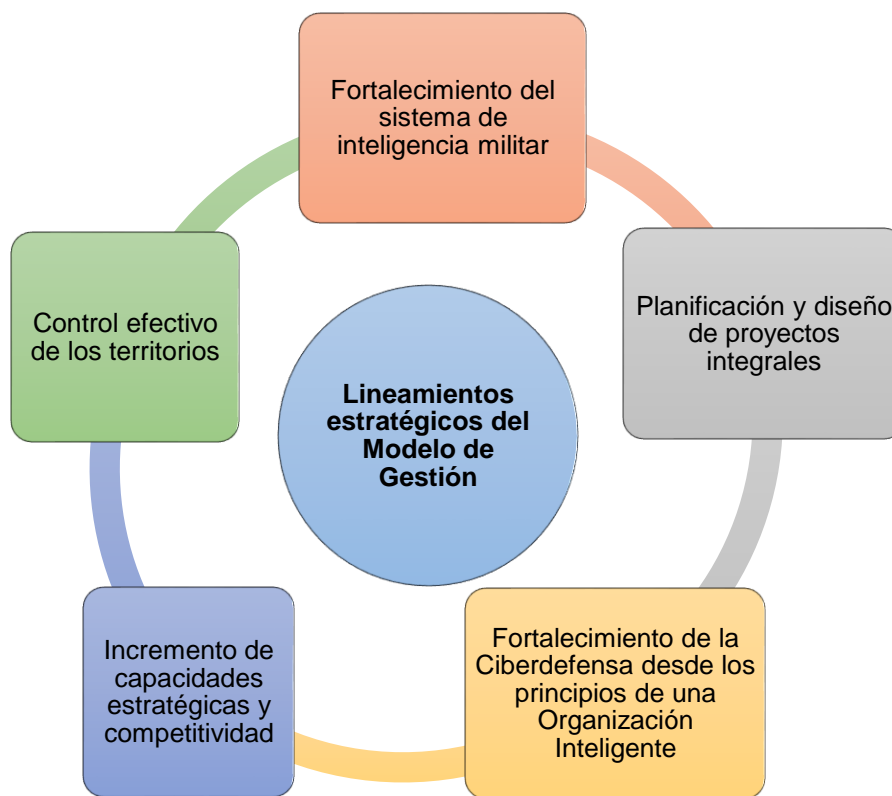 Fortalecimiento del
sistema de
inteligencia militar
Planificación y diseño
de proyectos
integrales
Fortalecimiento de la
Ciberdefensa desde los
principios de una
Organización
Inteligente
Incremento de
capacidades
estratégicas y
competitividad
Control efectivo
de los territorios
Lineamientos
estratégicos del
Modelo de
Gestión